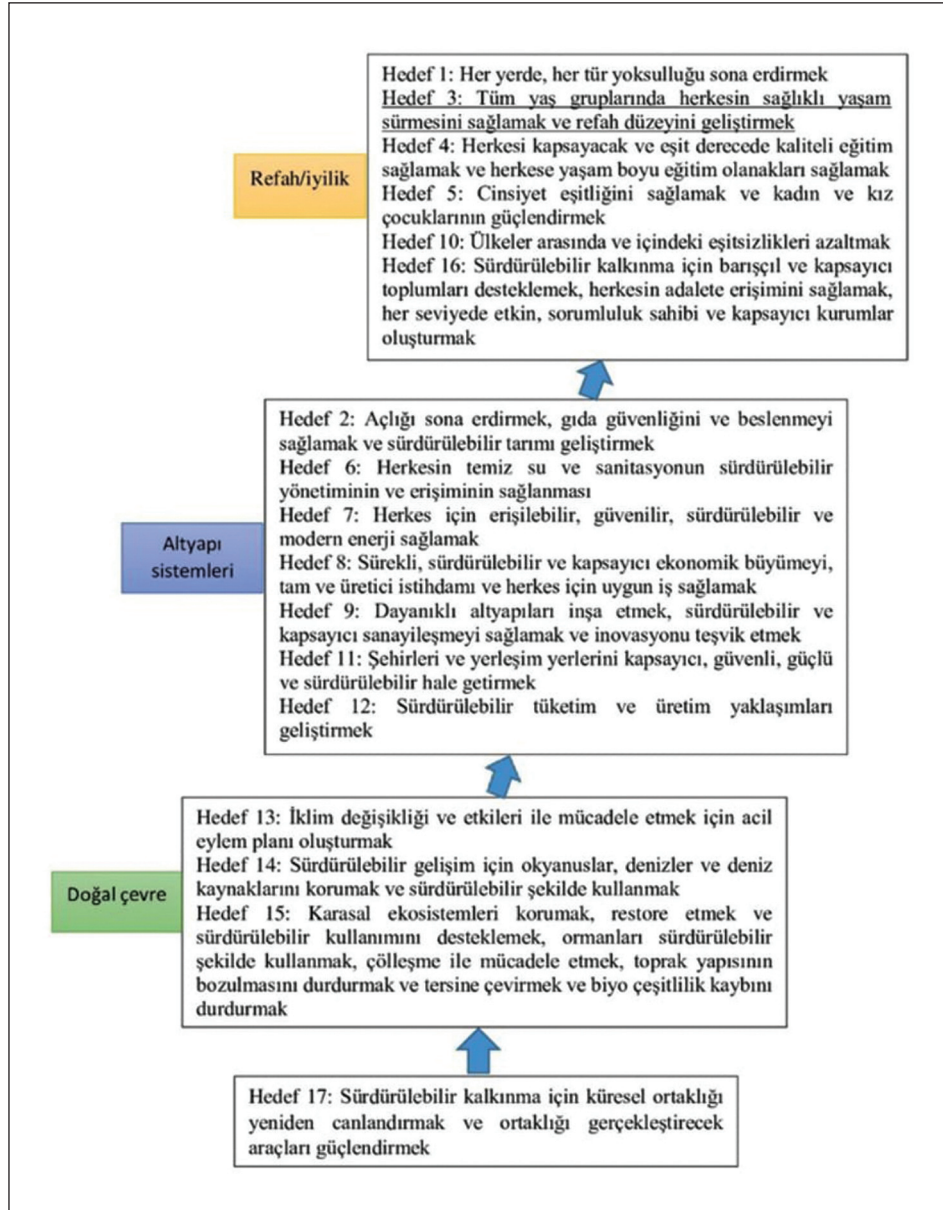 Hedef 1: Her yerde, her tür yoksulluğu sona erdirmek
Hedef 3: Tüm yaş gruplarında herkesin sağlıklı yaşam
sürmesini sağlamak ve refah düzeyini geliştirmek
Hedef 4: Herkesi kapsayacak ve eşit derecede kaliteli eğitim
sağlamak ve herkese yaşam boyu eğitim olanakları sağlamak
Hedef 5: Cinsiyet eşitliğini sağlamak ve kadın ve kız
çocuklarının güçlendirmek
Hedef 10: Ülkeler arasında ve içindeki eşitsizlikleri azaltmak
Hedef 16: Sürdürülebilir kalkınma için barışçıl ve kapsayıcı
toplumları desteklemek, herkesin adalete erişimini sağlamak,
her seviyede etkin, sorumluluk sahibi ve kapsayıcı kurumlar
oluşturmak
Refah/iyilik
Hedef 2: Açlığı sona erdirmek, gıda güvenliğini ve beslenmeyi
sağlamak ve sürdürülebilir tarımı geliştirmek
Hedef 6: Herkesin temiz su ve sanitasyonun sürdürülebilir
yönetiminin ve erişiminin sağlanması
Hedef 7: Herkes için erişilebilir, güvenilir, sürdürülebilir ve
modern enerji sağlamak
Hedef 8: Sürekli, sürdürülebilir ve kapsayıcı ekonomik büyümeyi,
tam ve üretici istihdamı ve herkes için uygun iş sağlamak
Hedef 9: Dayanıklı altyapıları inşa etmek, sürdürülebilir ve
kapsayıcı sanayileşmeyi sağlamak ve inovasyonu teşvik etmek
Hedef 11: Şehirleri ve yerleşim yerlerini kapsayıcı, güvenli, güçlü
ve sürdürülebilir hale getirmek
Hedef 12: Sürdürülebilir tüketim ve üretim yaklaşımları
geliştirmek
Altyapı
sistemleri
Hedef 13: İklim değişikliği ve etkileri ile mücadele etmek için acil
eylem planı oluşturmak
Hedef 14: Sürdürülebilir gelişim için okyanuslar, denizler ve deniz
kaynaklarını korumak ve sürdürülebilir şekilde kullanmak
Hedef 15: Karasal ekosistemleri korumak, restore etmek ve
sürdürülebilir kullanımını desteklemek, ormanları sürdürülebilir
şekilde kullanmak, çölleşme ile mücadele etmek, toprak yapısının
bozulmasını durdurmak ve tersine çevirmek ve biyo çeşitlilik kaybını
durdurmak
Doğal çevre
Hedef 17: Sürdürülebilir kalkınma için küresel ortaklığı
yeniden canlandırmak ve ortaklığı gerçekleştirecek
araçları güçlendirmek